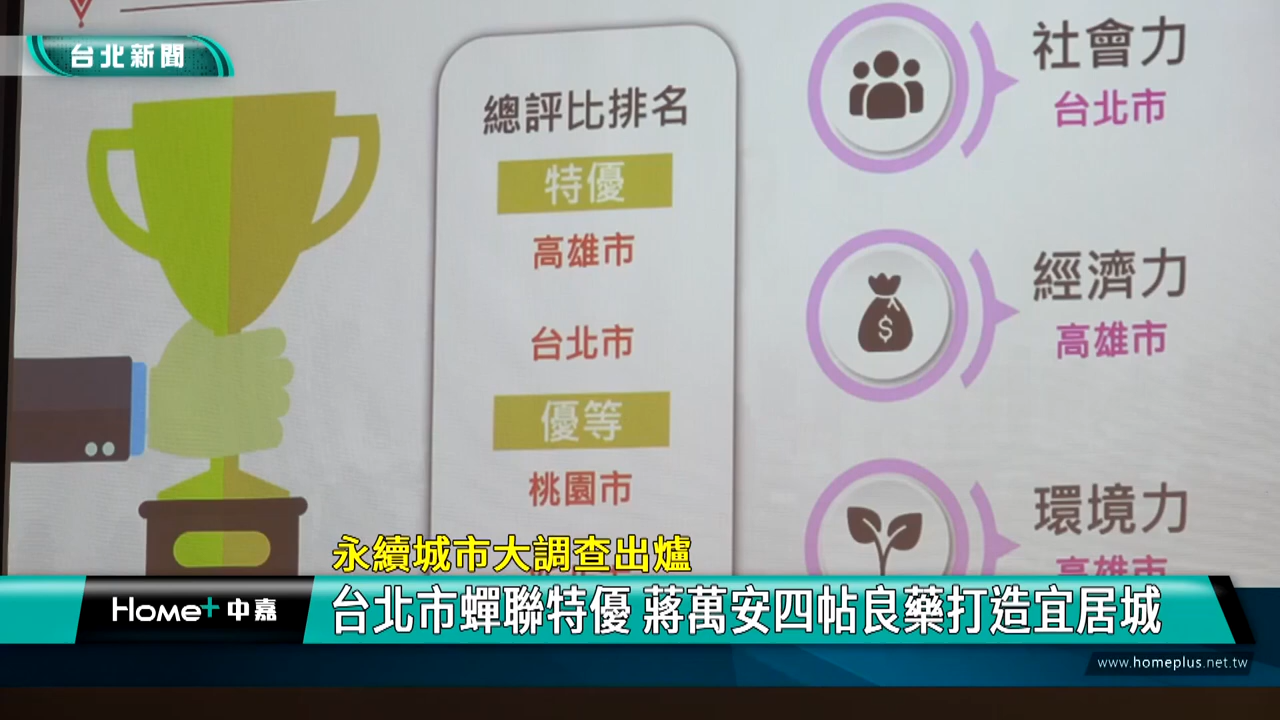 台北新聞
總評比排名
特優
高雄市
台北市
優等
桃園市
社會力
台北市
經濟力
高雄市
環境力
高雄市
永續城市大調查出爐
Home+中嘉
台北市蟬聯特優 蔣萬安四帖良藥打造宜居城
www.homeplus.net.tw